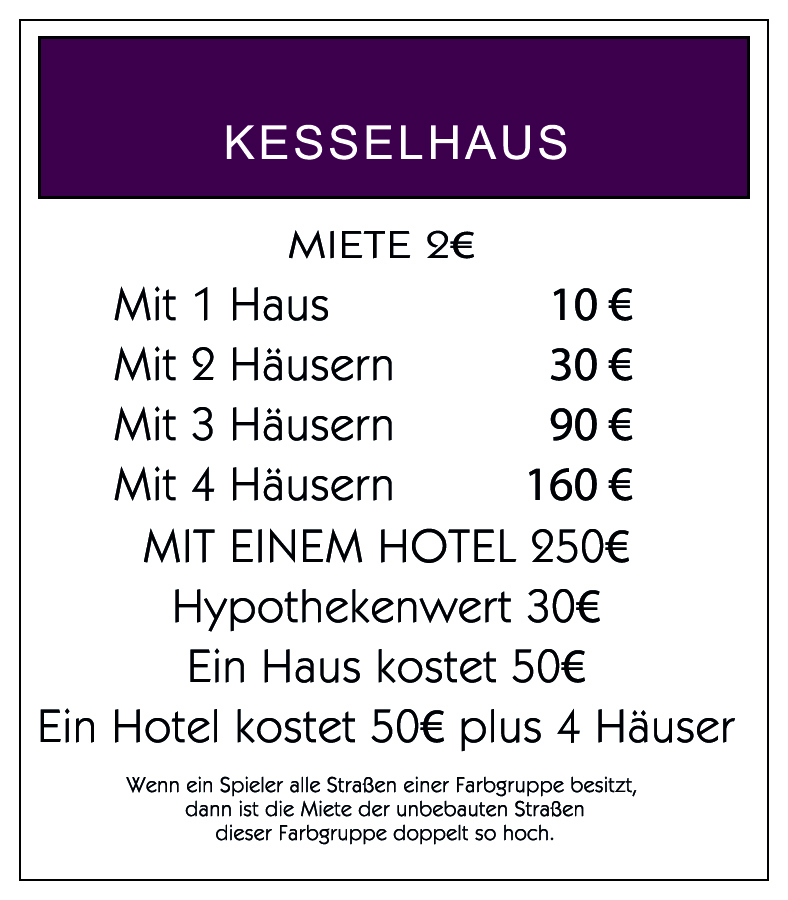 KESSELHAUS
MIETE 2€
Mit 1 Haus 10 €
Mit 2 Häusern 30 €
Mit 3 Häusern 90 €
Mit 4 Häusern 160 €
MIT EINEM HOTEL 250€
Hypothekenwert 30€
Ein Haus kostet 50€
Ein Hotel kostet 50€ plus 4 Häuser
Wenn ein Spieler alle Straßen einer Farbgruppe besitzt,
dann ist die Miete der unbebauten Straßen
dieser Farbgruppe doppelt so hoch.